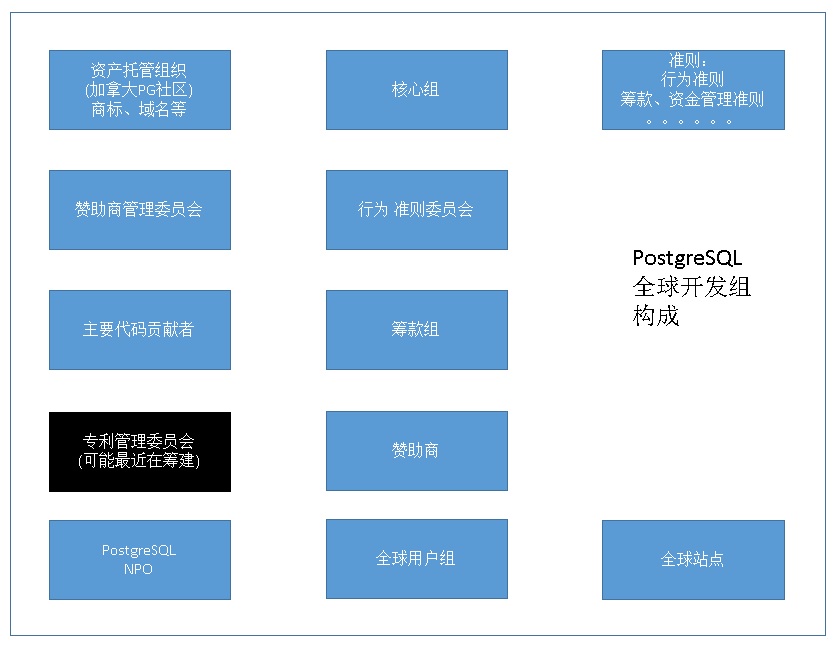 资产托管组织
(加拿大PG社区)
商标、域名等
核心组
准则：
行为准则
筹款、资金管理准则
。。。。。。
赞助商管理委员会
行为 准则委员会
PostgreSQL
全球开发组
构成
主要代码贡献者
筹款组
专利管理委员会
(可能最近在筹建)
赞助商
PostgreSQL
NPO
全球用户组
全球站点